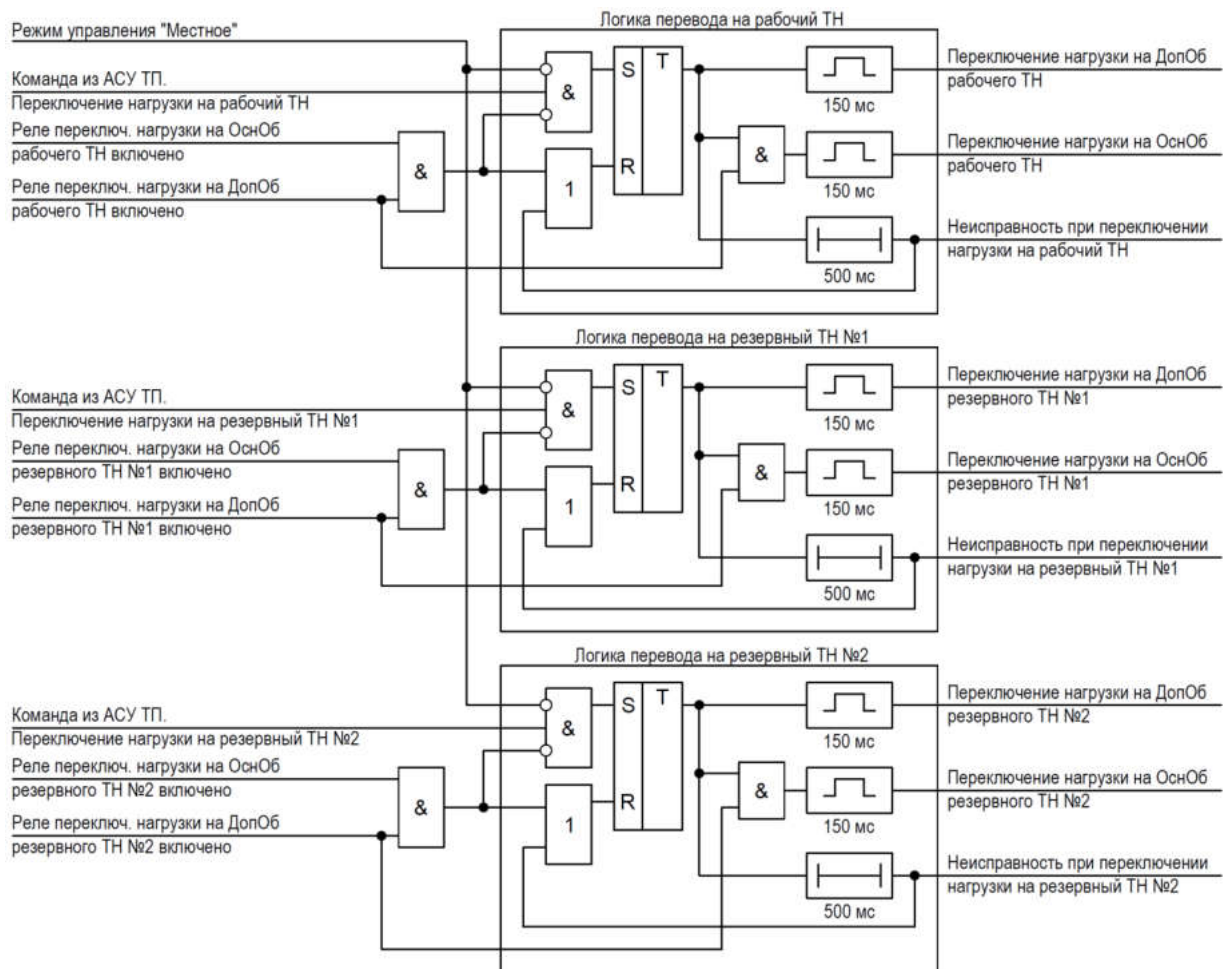 Логика перевода на рабочий ТН
Режим управления "Местное"
Команда из АСУ ТП.
Переключение нагрузки на рабочий ТН
Реле переключ. нагрузки на ОснОб
рабочего ТН включено
Реле переключ. нагрузки на ДопОб
рабочего ТН включено
&
&
1
S
T
R
&
150 мс
150 мс
500 мс
Переключение нагрузки на ДопОб
рабочего ТН
Переключение нагрузки на ОснОб
рабочего ТН
Неисправность при переключении
нагрузки на рабочий ТН
Логика перевода на резервный ТН №1
Команда из АСУ ТП.
Переключение нагрузки на резервный ТН №1
Реле переключ. нагрузки на ОснОб
резервного ТН №1 включено
Реле переключ. нагрузки на ДопОб
резервного ТН №1 включено
&
&
1
S
T
R
&
150 мс
150 мс
500 мс
Переключение нагрузки на ДопОб
резервного ТН №1
Переключение нагрузки на ОснОб
резервного ТН №1
Неисправность при переключении
нагрузки на резервный ТН №1
Логика перевода на резервный ТН №2
Команда из АСУ ТП.
Переключение нагрузки на резервный ТН №2
Реле переключ. нагрузки на ОснОб
резервного ТН №2 включено
Реле переключ. нагрузки на ДопОб
резервного ТН №2 включено
&
&
1
S
T
R
&
150 мс
150 мс
500 мс
Переключение нагрузки на ДопОб
резервного ТН №2
Переключение нагрузки на ОснОб
резервного ТН №2
Неисправность при переключении
нагрузки на резервный ТН №2